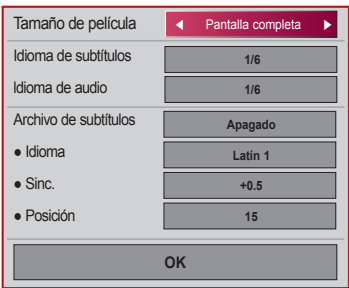 Tamaño de película ◄ Pantalla completa ►
Idioma de subtítulos 1/6
Idioma de audio 1/6
Archivo de subtítulos Apagado
● Idioma Latín 1
● Sinc. +0.5
● Posición 15
OK